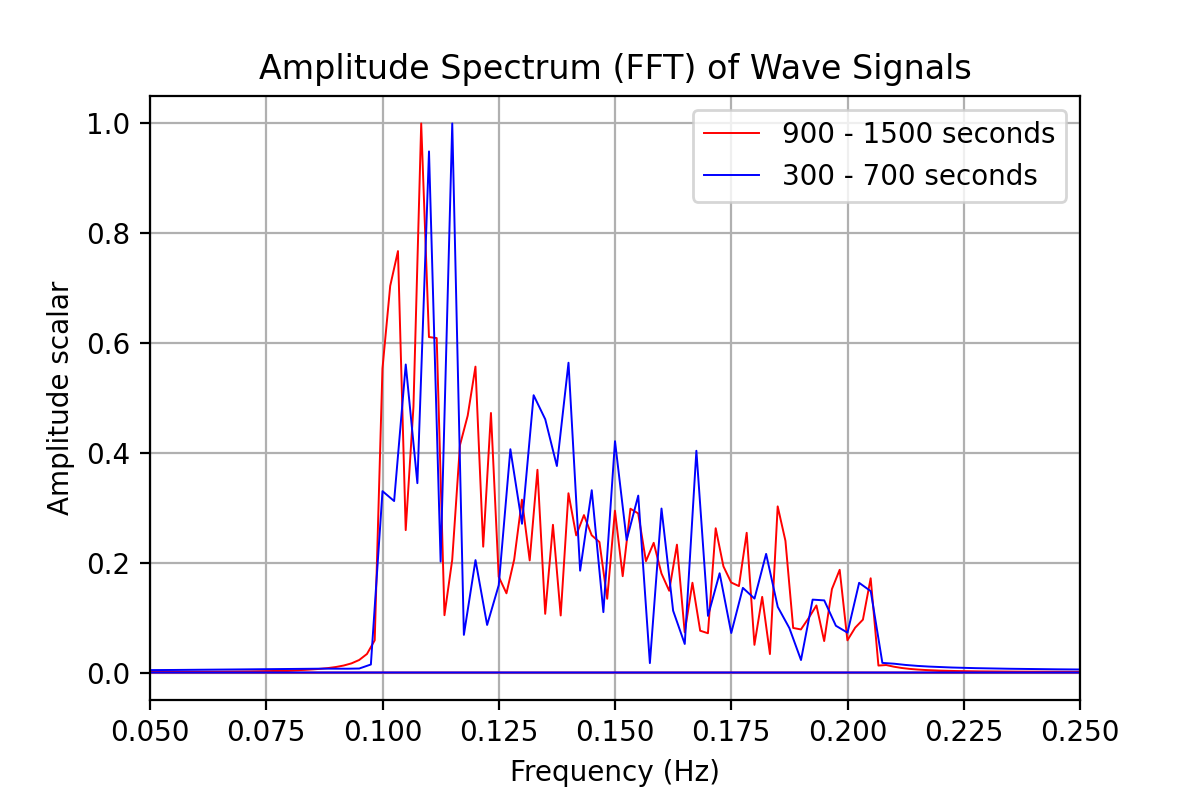 Amplitude Spectrum (FFT) of Wave Signals
1.0
0.8
0.6
0.4
0.2
0.0
Amplitude scalar
900 - 1500 seconds
300 - 700 seconds
0.050 0.075 0.100 0.125 0.150 0.175 0.200 0.225 0.250
Frequency (Hz)